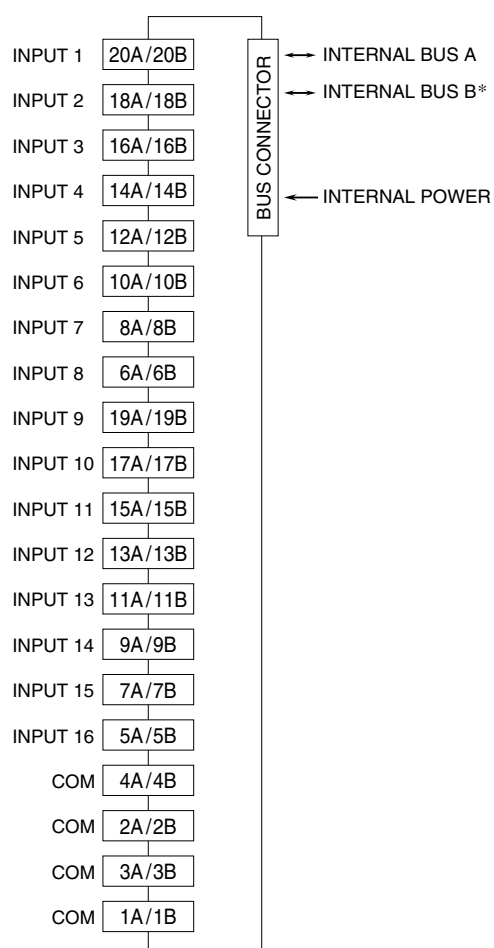 INPUT 1 20A/20B
INPUT 2 18A/18B
INPUT 3 16A/16B
INPUT 4 14A/14B
INPUT 5 12A/12B
INPUT 6 10A/10B
INPUT 7 8A/8B
INPUT 8 6A/6B
INPUT 9 19A/19B
INPUT 10 17A/17B
INPUT 11 15A/15B
INPUT 12 13A/13B
INPUT 13 11A/11B
INPUT 14 9A/9B
INPUT 15 7A/7B
INPUT 16 5A/5B
COM 4A/4B
COM 2A/2B
COM 3A/3B
COM 1A/1B
BUS CONNECTOR
INTERNAL BUS A
INTERNAL BUS B*
INTERNAL POWER